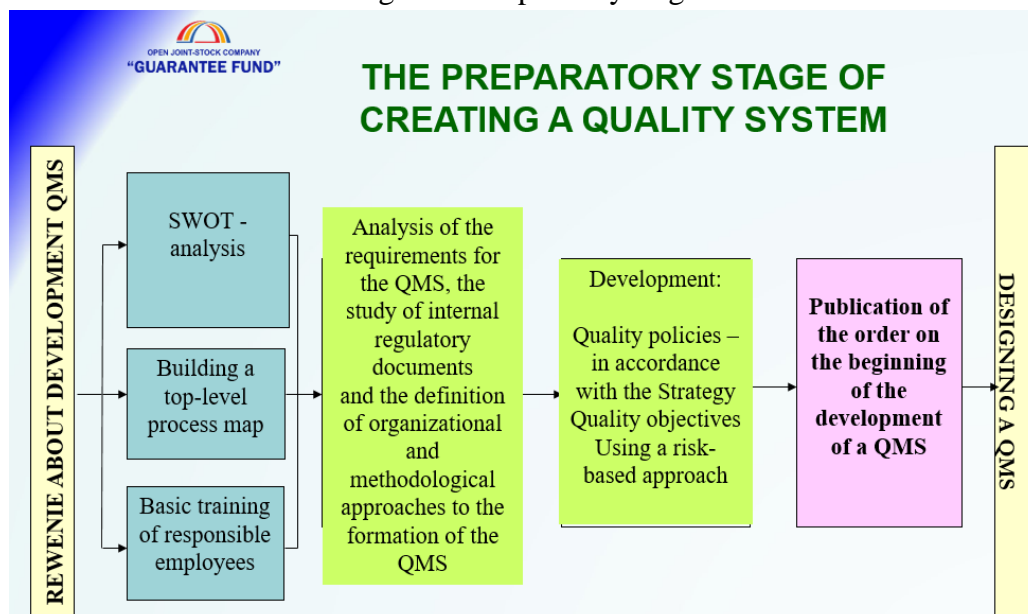 OPEN JOINT-STOCK COMPANY
“GUARANTEE FUND”
THE PREPARATORY STAGE OF
CREATING A QUALITY SYSTEM
REWENIE ABOUT DEVELOPMENT QMS
SWOT -
analysis
Building a
top-level
process map
Basic training
of responsible
employees
Analysis of the
requirements for
the QMS, the
study of internal
regulatory
documents
and the definition
of organizational
and
methodological
approaches to the
formation of the
QMS
Development:
Quality policies –
in accordance
with the Strategy
Quality objectives
Using a risk-
based approach
Publication of
the order on
the beginning
of the
development
of a QMS
DESIGNING A QMS